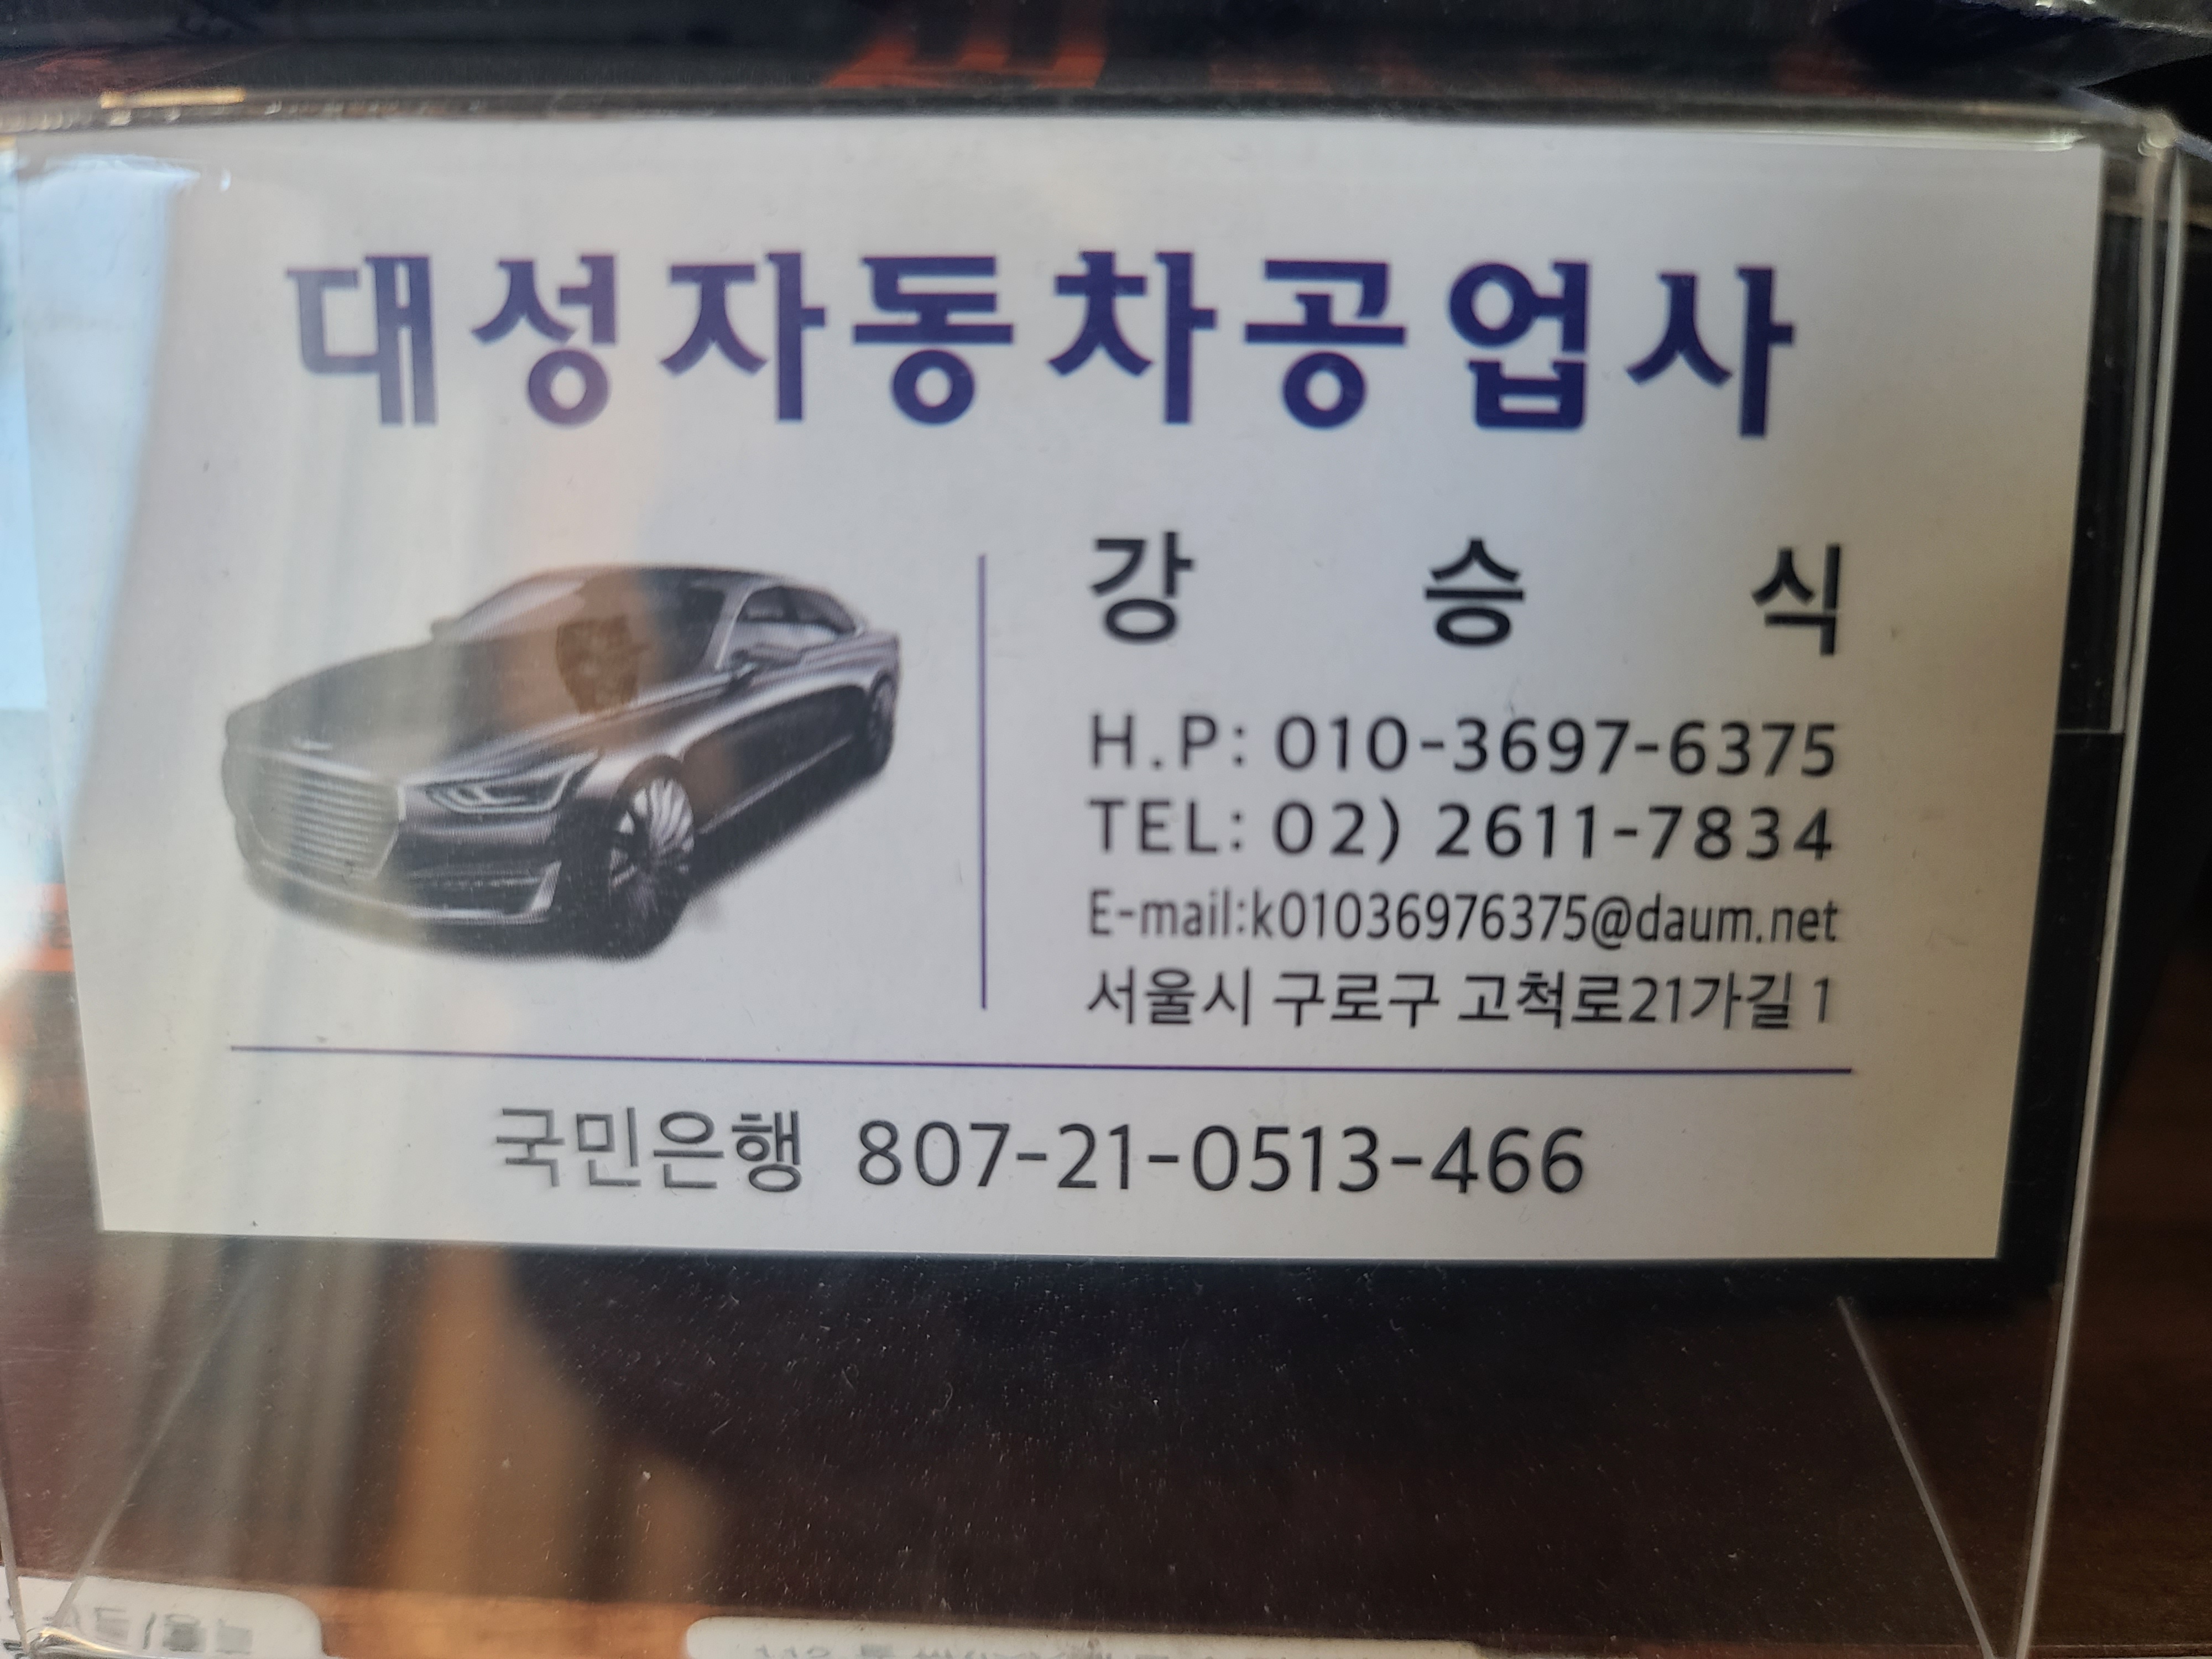 대성자동차공업사
강 승 식
H.P: 010-3697-6375
TEL: 02) 2611-7834
E-mail:k01036976375@daum.net
서울시 구로구 고척로21가길 1
국민은행 807-21-0513-466